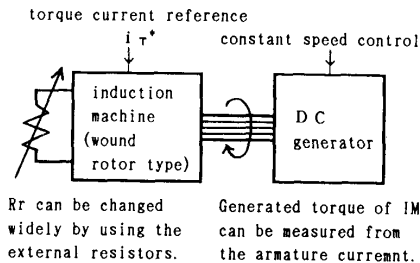 torque current reference
i T*
constant speed control
induction
machine
(wound
rotor type)
DC
generator
Rr can be changed
widely by using the
external resistors.
Generated torque of IM
can be measured from
the armature curremnt.